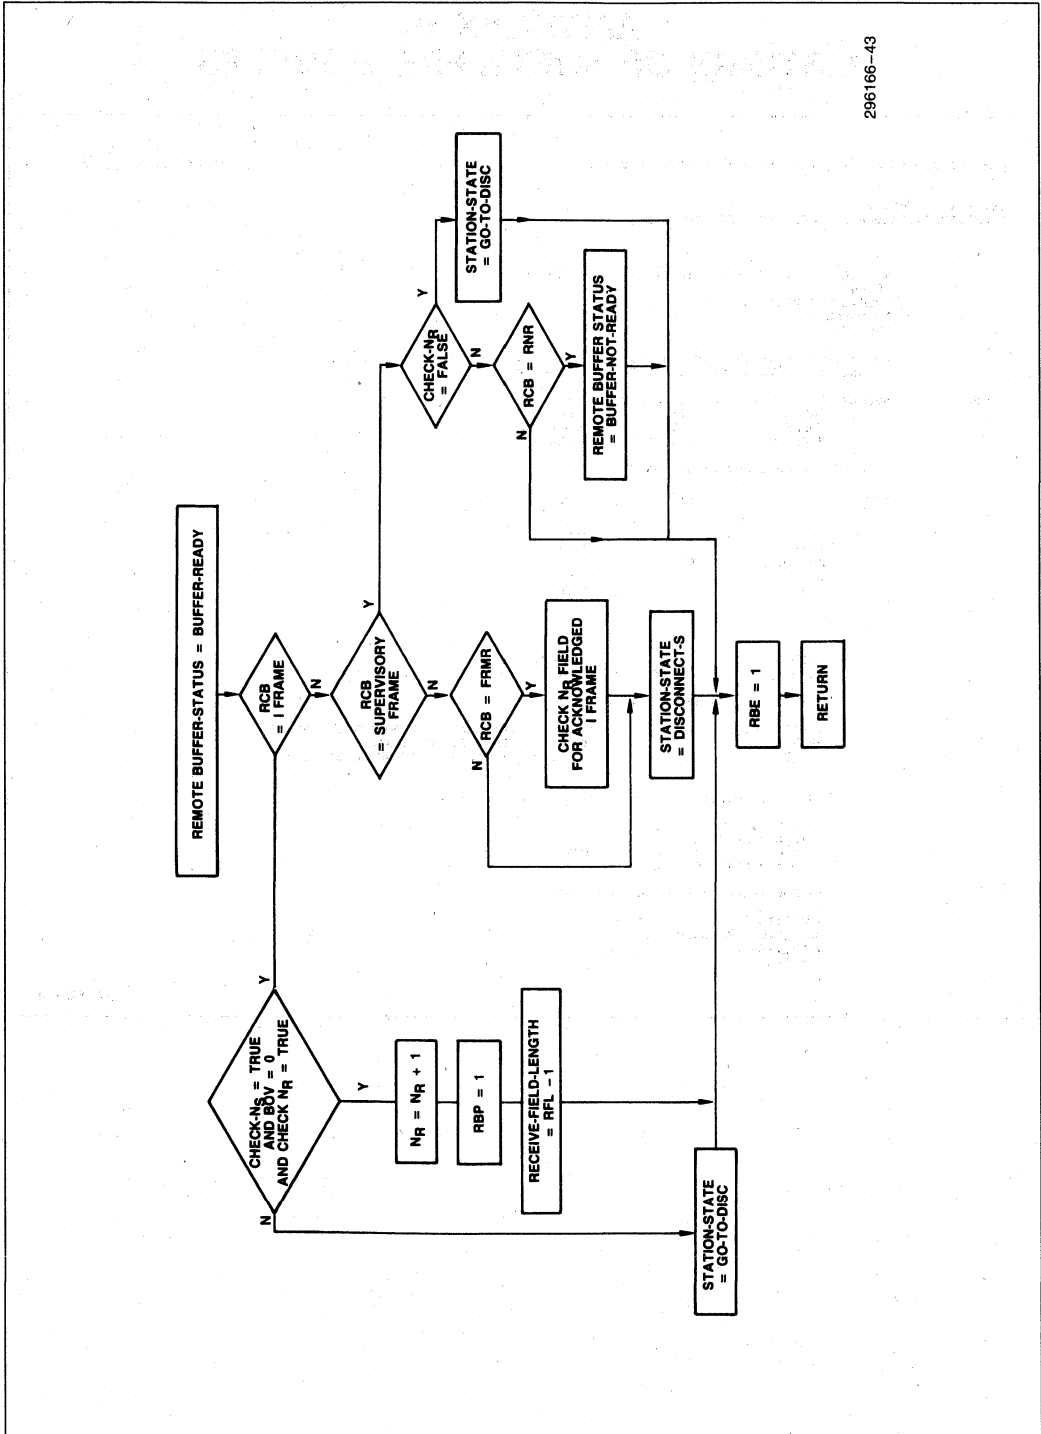 REMOTE BUFFER-STATUS = BUFFER-READY
RCB
= I FRAME
Y
N
CHECK-NS = TRUE
AND BOV = 0
AND CHECK NR = TRUE
N
Y
NR = NR + 1
RBP = 1
RECEIVE-FIELD-LENGTH
= RFL - 1
STATION-STATE
= GO-TO-DISC
RCB
= SUPERVISORY
FRAME
Y
N
RCB = FRMR
N
Y
CHECK NR FIELD
FOR ACKNOWLEDGED
I FRAME
STATION-STATE
= DISCONNECT-S
RBE = 1
RETURN
CHECK-NR
= FALSE
Y
N
STATION-STATE
= GO-TO-DISC
RCB = RNR
N
Y
REMOTE BUFFER STATUS
= BUFFER-NOT-READY
296166-43